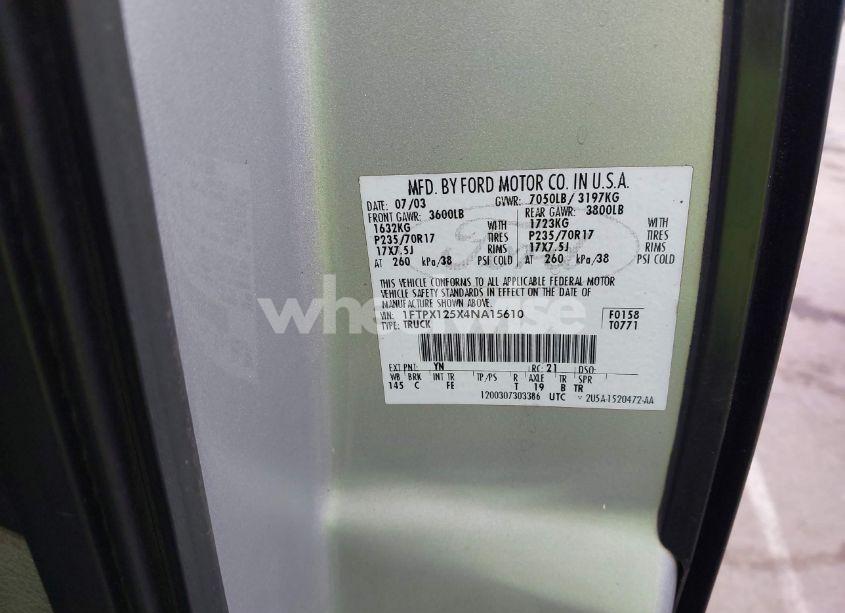 MFD. BY FORD MOTOR CO. IN U.S.A.
DATE: 07/03 GVWR: 7050LB/ 3197KG
FRONT GAWR: 3600LB REAR GAWR: 3800LB
1632KG WITH 1723KG WITH
P235/70R17 TIRES P235/70R17 TIRES
17X7.5J RIMS 17X7.5J RIMS
AT 260 kPa/38 PSI COLD AT 260 kPa/38 PSI COLD
THIS VEHICLE CONFORMS TO ALL APPLICABLE FEDERAL MOTOR
VEHICLE SAFETY STANDARDS IN EFFECT ON THE DATE OF
MANUFACTURE SHOWN ABOVE.
VIN: 1FTPX125X4NA15610 F0158
TYPE: TRUCK T0771
EXT PNT: YN RC: 21 DSO:
WB BRK INT TR TP/PS R AXLE TR SPR
145 C FE T 19 B TR
1200307303386 UTC 2U5A-1520472-AA
Ford
wheelwise